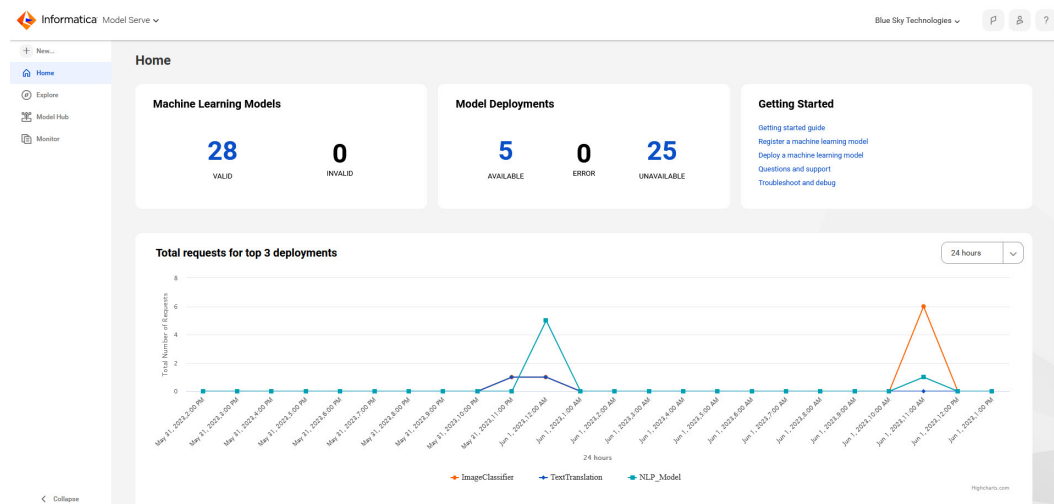 Informatica Model Serve
Blue Sky Technologies
?
New...
Home
Explore
Model Hub
Monitor
Collapse
Home
Machine Learning Models
28
VALID
0
INVALID
Model Deployments
5
AVAILABLE
0
ERROR
25
UNAVAILABLE
Getting Started
Getting started guide
Register a machine learning model
Deploy a machine learning model
Questions and support
Troubleshoot and debug
Total requests for top 3 deployments
24 hours
Total Number of Requests
8
6
4
2
0
May 31, 2023,2:00 PM
May 31, 2023,3:00 PM
May 31, 2023,4:00 PM
May 31, 2023,5:00 PM
May 31, 2023,6:00 PM
May 31, 2023,7:00 PM
May 31, 2023,8:00 PM
May 31, 2023,9:00 PM
May 31, 2023,10:00 PM
May 31, 2023,11:00 PM
Jun 1, 2023,12:00 AM
Jun 1, 2023,1:00 AM
Jun 1, 2023,2:00 AM
Jun 1, 2023,3:00 AM
Jun 1, 2023,4:00 AM
Jun 1, 2023,5:00 AM
Jun 1, 2023,6:00 AM
Jun 1, 2023,7:00 AM
Jun 1, 2023,8:00 AM
Jun 1, 2023,9:00 AM
Jun 1, 2023,10:00 AM
Jun 1, 2023,11:00 AM
Jun 1, 2023,12:00 PM
Jun 1, 2023,1:00 PM
24 hours
ImageClassifier
TextTranslation
NLP_Model
Highcharts.com